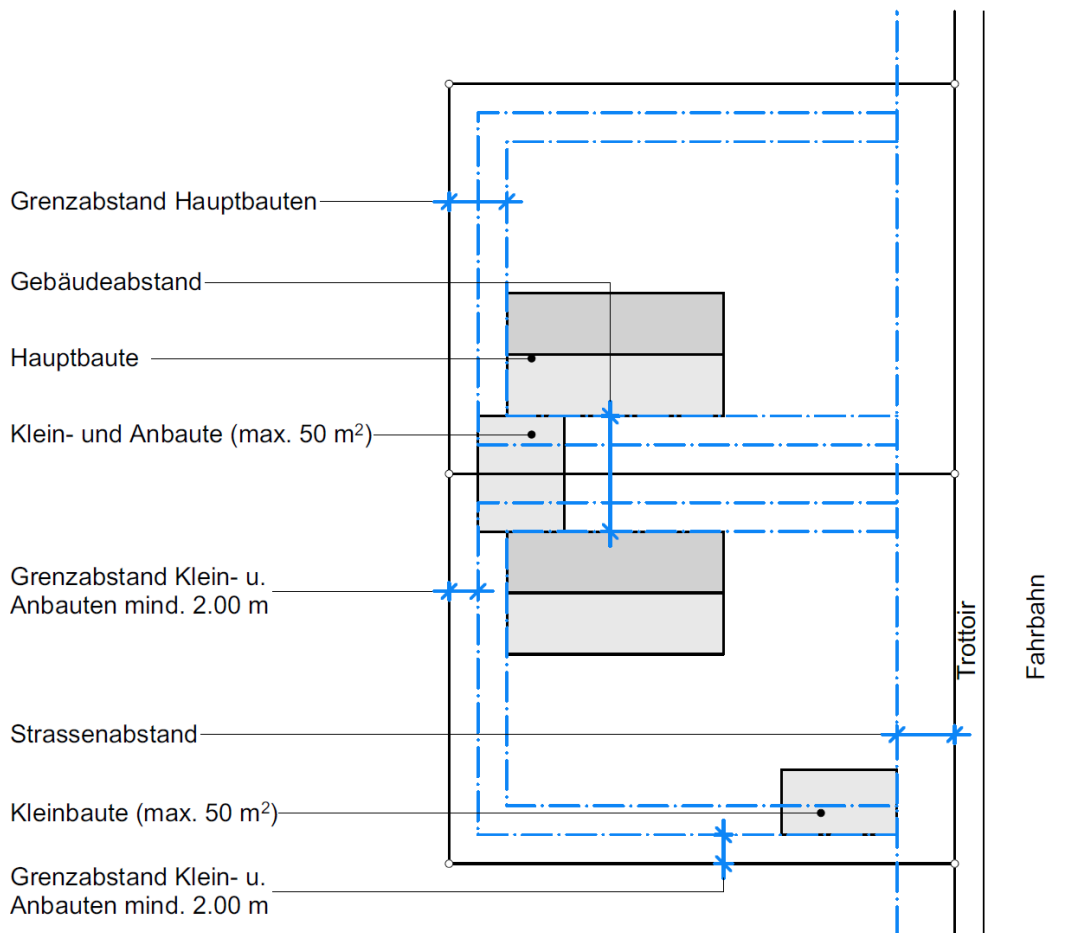 Grenzabstand Hauptbauten
Gebäudeabstand
Hauptbaute
Klein- und Anbaute (max. 50 m²)
Grenzabstand Klein- u.
Anbauten mind. 2.00 m
Trottoir
Fahrbahn
Strassenabstand
Kleinbaute (max. 50 m²)
Grenzabstand Klein- u.
Anbauten mind. 2.00 m